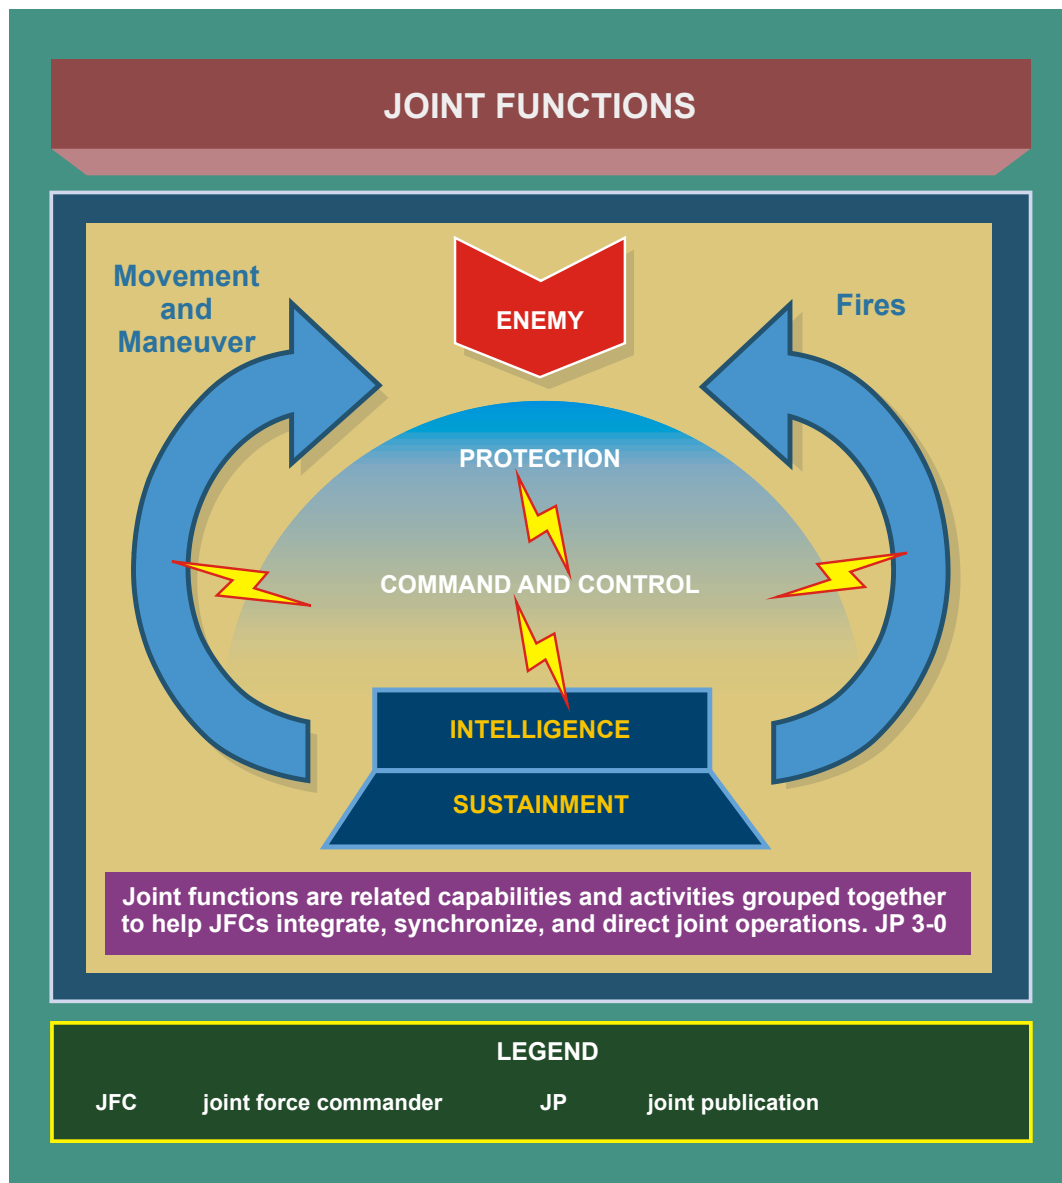 JOINT FUNCTIONS
Movement
and
Maneuver
ENEMY
Fires
PROTECTION
COMMAND AND CONTROL
INTELLIGENCE
SUSTAINMENT
Joint functions are related capabilities and activities grouped together
to help JFCs integrate, synchronize, and direct joint operations. JP 3-0
LEGEND
JFC joint force commander JP joint publication